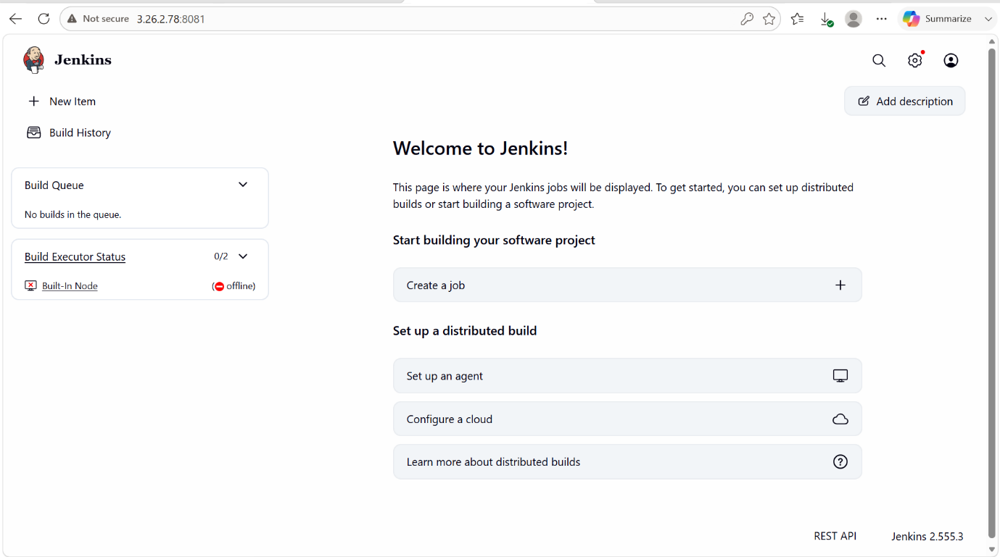 Not secure 3.26.2.78:8081
Summarize
Jenkins
New Item
Add description
Build History
Welcome to Jenkins!
Build Queue
This page is where your Jenkins jobs will be displayed. To get started, you can set up distributed
builds or start building a software project.
No builds in the queue.
Start building your software project
Build Executor Status 0/2
Built-In Node (offline)
Create a job
Set up a distributed build
Set up an agent
Configure a cloud
Learn more about distributed builds
REST API Jenkins 2.555.3